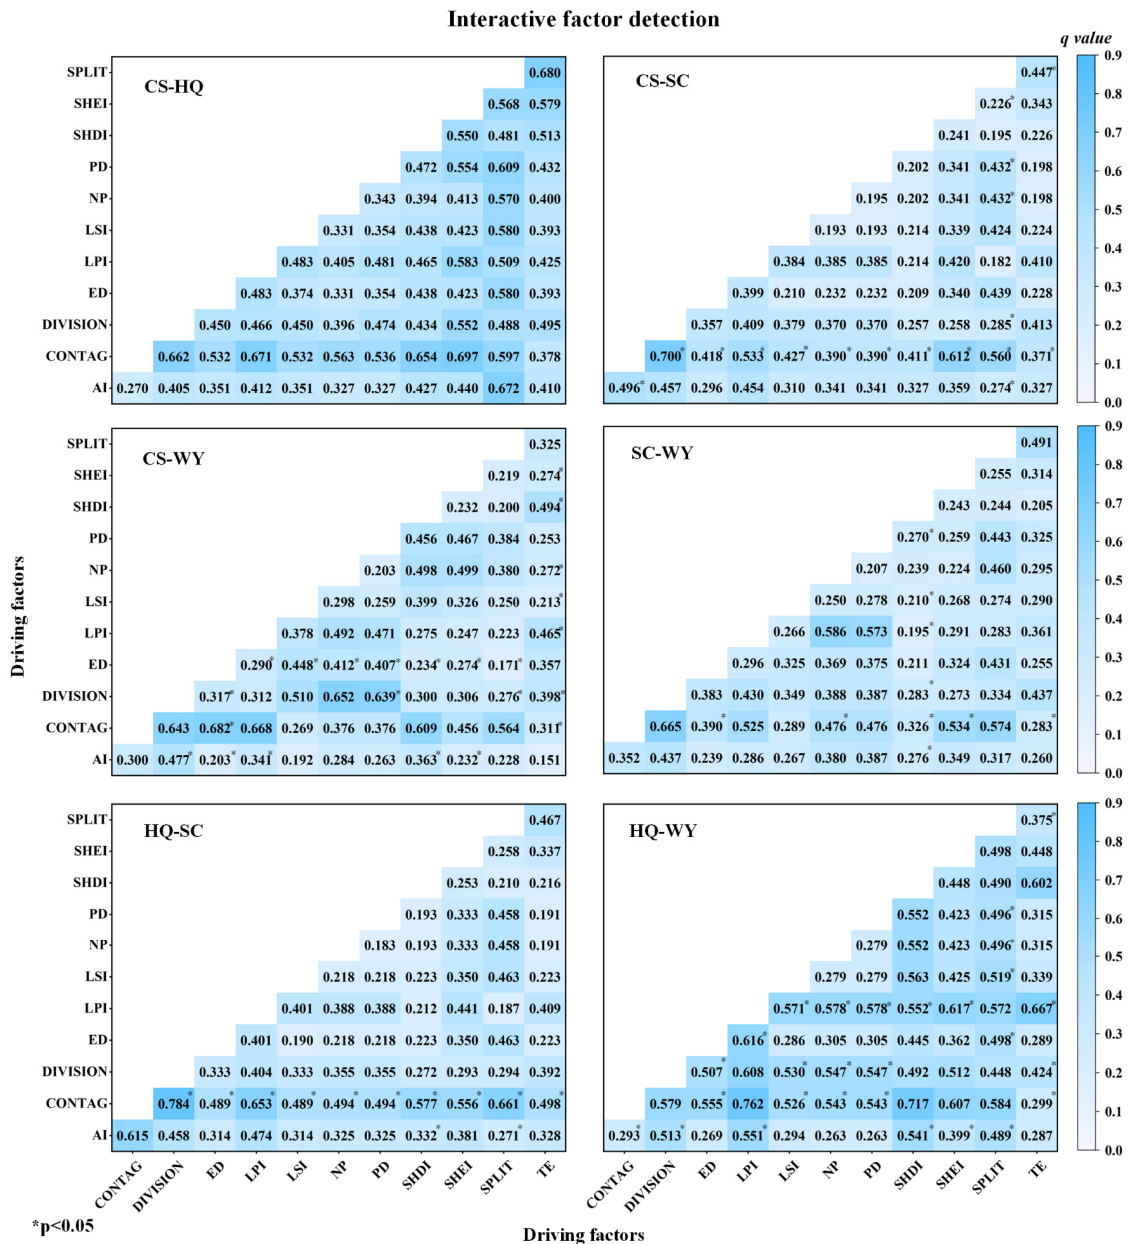 Interactive factor detection
q value
CS-HQ
SPLIT 0.680
SHEI 0.568 0.579
SHDI 0.550 0.481 0.513
PD 0.472 0.554 0.609 0.432
NP 0.343 0.394 0.413 0.570 0.400
LSI 0.331 0.354 0.438 0.423 0.580 0.393
LPI 0.483 0.405 0.481 0.465 0.583 0.509 0.425
ED 0.483 0.374 0.331 0.354 0.438 0.423 0.580 0.393
DIVISION 0.450 0.466 0.450 0.396 0.474 0.434 0.552 0.488 0.495
CONTAG 0.662 0.532 0.671 0.532 0.563 0.536 0.654 0.697 0.597 0.378
AI 0.270 0.405 0.351 0.412 0.351 0.327 0.327 0.427 0.440 0.672 0.410
CS-SC
0.447*
0.226* 0.343
0.241 0.195 0.226
0.202 0.341 0.432* 0.198
0.195 0.202 0.341 0.432* 0.198
0.193 0.193 0.214 0.339 0.424 0.224
0.384 0.385 0.385 0.214 0.420 0.182 0.410
0.399 0.210 0.232 0.232 0.209 0.340 0.439 0.228
0.357 0.409 0.379 0.370 0.370 0.257 0.258 0.285* 0.413
0.700* 0.418* 0.533* 0.427* 0.390* 0.390* 0.411* 0.612* 0.560* 0.371*
0.496* 0.457 0.296 0.454 0.310 0.341 0.341 0.327 0.359 0.274* 0.327
0.9
0.8
0.7
0.6
0.5
0.4
0.3
0.2
0.1
0.0
Driving factors
CS-WY
SPLIT 0.325
SHEI 0.219 0.274*
SHDI 0.232 0.200 0.494*
PD 0.456 0.467 0.384 0.253
NP 0.203 0.498 0.499 0.380 0.272*
LSI 0.298 0.259 0.399 0.326 0.250 0.213*
LPI 0.378 0.492 0.471 0.275 0.247 0.223 0.465*
ED 0.290* 0.448* 0.412* 0.407* 0.234* 0.274* 0.171* 0.357
DIVISION 0.317* 0.312 0.510 0.652 0.639* 0.300 0.306 0.276* 0.398*
CONTAG 0.643 0.682* 0.668 0.269 0.376 0.376 0.609 0.456 0.564 0.311*
AI 0.300 0.477* 0.203* 0.341* 0.192 0.284 0.263 0.363* 0.232* 0.228 0.151
SC-WY
0.491
0.255 0.314
0.243 0.244 0.205
0.270* 0.259 0.443 0.325
0.207 0.239 0.224 0.460 0.295
0.250 0.278 0.210* 0.268 0.274 0.290
0.266 0.586 0.573 0.195* 0.291 0.283 0.361
0.296 0.325 0.369 0.375 0.211 0.324 0.431 0.255
0.383 0.430 0.349 0.388 0.387 0.283* 0.273 0.334 0.437
0.665 0.390* 0.525 0.289 0.476* 0.476 0.326* 0.534* 0.574 0.283*
0.352 0.437 0.239 0.286 0.267 0.380 0.387 0.276* 0.349 0.317 0.260
0.9
0.8
0.7
0.6
0.5
0.4
0.3
0.2
0.1
0.0
HQ-SC
SPLIT 0.467
SHEI 0.258 0.337
SHDI 0.253 0.210 0.216
PD 0.193 0.333 0.458 0.191
NP 0.183 0.193 0.333 0.458 0.191
LSI 0.218 0.218 0.223 0.350 0.463 0.223
LPI 0.401 0.388 0.388 0.212 0.441 0.187 0.409
ED 0.401 0.190 0.218 0.218 0.223 0.350 0.463 0.223
DIVISION 0.333 0.404 0.333 0.355 0.355 0.272 0.293 0.294 0.392
CONTAG 0.784* 0.489* 0.653* 0.489* 0.494* 0.494* 0.577* 0.556* 0.661* 0.498*
AI 0.615 0.458 0.314 0.474 0.314 0.325 0.325 0.332* 0.381 0.271* 0.328
CONTAG DIVISION ED LPI LSI NP PD SHDI SHEI SPLIT TE
HQ-WY
0.375*
0.498 0.448
0.448 0.490 0.602
0.552 0.423 0.496* 0.315
0.279 0.552 0.423 0.496* 0.315
0.279 0.279 0.563 0.425 0.519* 0.339
0.571* 0.578* 0.578* 0.552* 0.617* 0.572 0.667*
0.616* 0.286 0.305 0.305 0.445 0.362 0.498* 0.289
0.507* 0.608 0.530* 0.547* 0.547* 0.492 0.512 0.448 0.424*
0.579 0.555* 0.762 0.526* 0.543* 0.543* 0.717 0.607 0.584 0.299*
0.293* 0.513* 0.269 0.551* 0.294 0.263 0.263 0.541* 0.399* 0.489* 0.287
CONTAG DIVISION ED LPI LSI NP PD SHDI SHEI SPLIT TE
0.9
0.8
0.7
0.6
0.5
0.4
0.3
0.2
0.1
0.0
*p<0.05
Driving factors